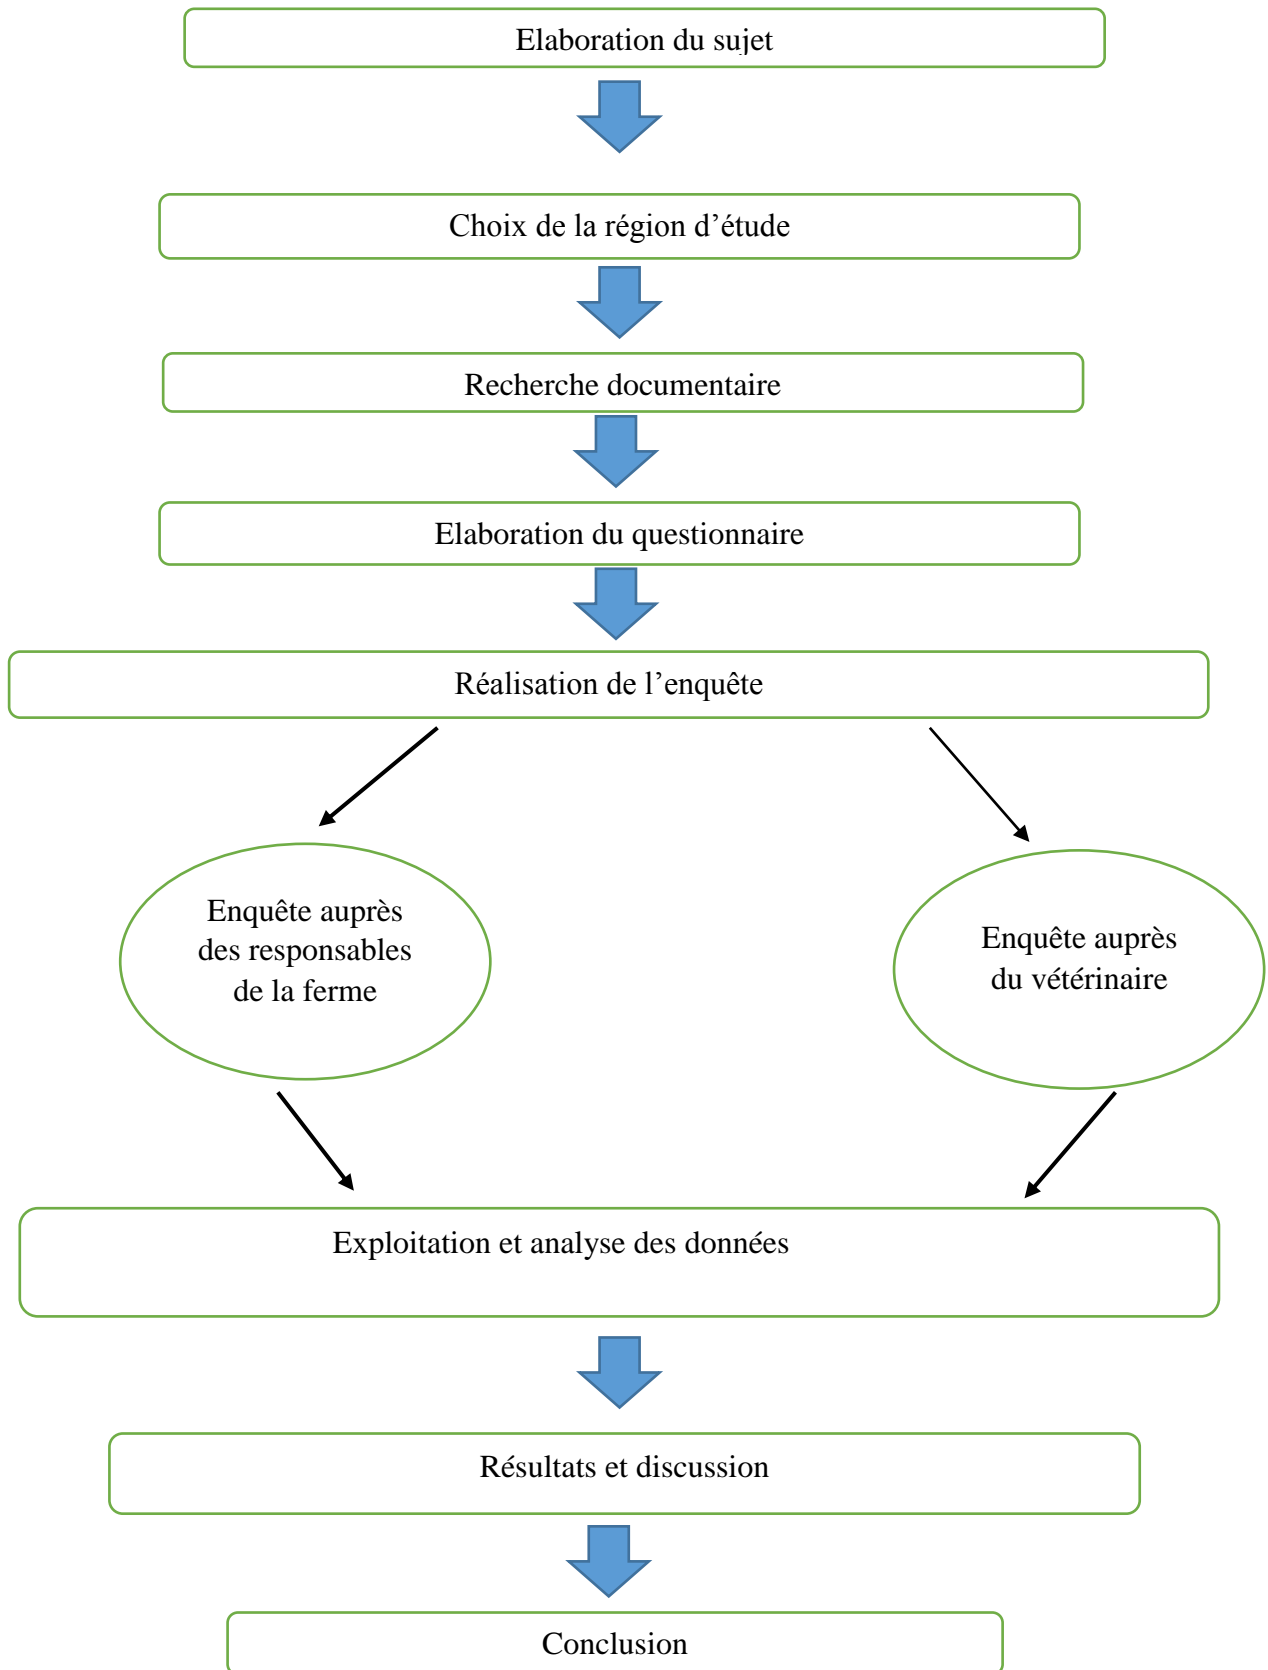 Elaboration du sujet
Choix de la région d’étude
Recherche documentaire
Elaboration du questionnaire
Réalisation de l’enquête
Enquête auprès
des responsables
de la ferme
Enquête auprès
du vétérinaire
Exploitation et analyse des données
Résultats et discussion
Conclusion